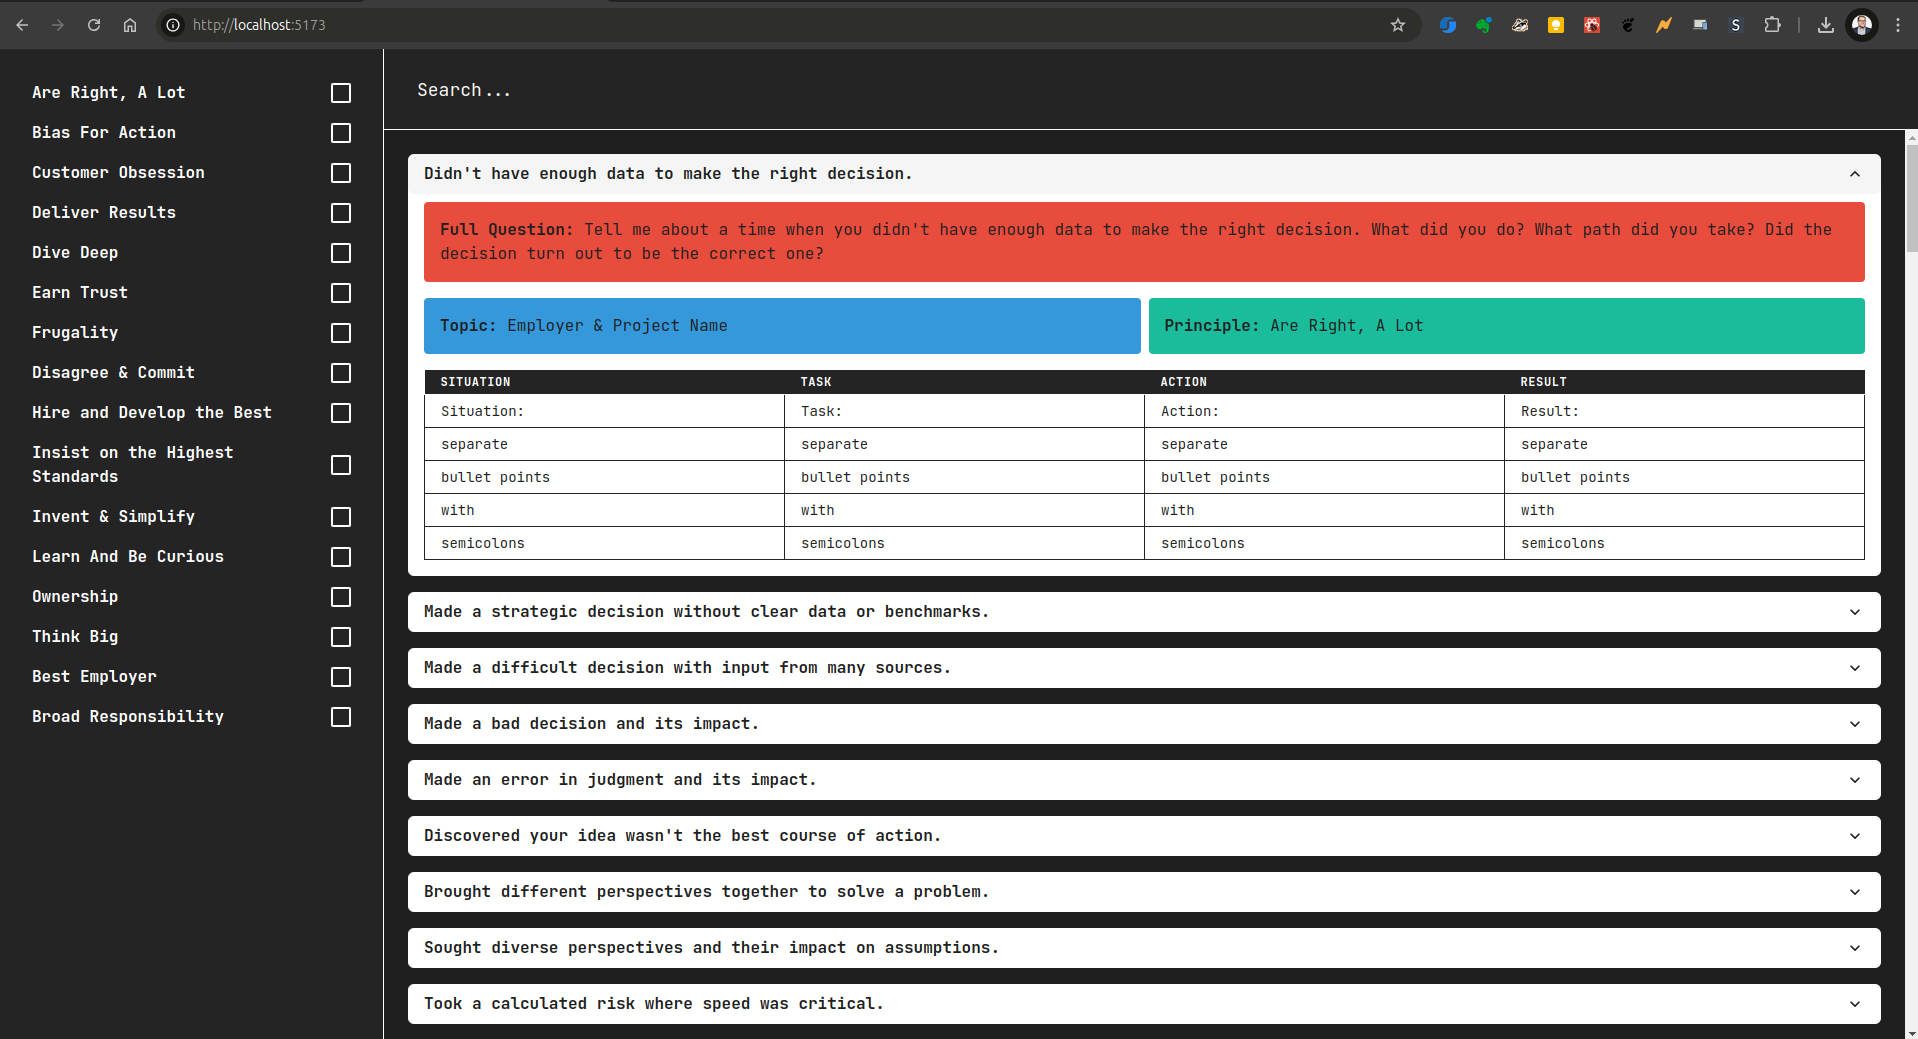 http://localhost:5173
S
Are Right, A Lot
Bias For Action
Customer Obsession
Deliver Results
Dive Deep
Earn Trust
Frugality
Disagree & Commit
Hire and Develop the Best
Insist on the Highest
Standards
Invent & Simplify
Learn And Be Curious
Ownership
Think Big
Best Employer
Broad Responsibility
Search...
Didn't have enough data to make the right decision.
Full Question: Tell me about a time when you didn't have enough data to make the right decision. What did you do? What path did you take? Did the
decision turn out to be the correct one?
Topic: Employer & Project Name
Principle: Are Right, A Lot
SITUATION TASK ACTION RESULT
Situation: Task: Action: Result:
separate separate separate separate
bullet points bullet points bullet points bullet points
with with with with
semicolons semicolons semicolons semicolons
Made a strategic decision without clear data or benchmarks.
Made a difficult decision with input from many sources.
Made a bad decision and its impact.
Made an error in judgment and its impact.
Discovered your idea wasn't the best course of action.
Brought different perspectives together to solve a problem.
Sought diverse perspectives and their impact on assumptions.
Took a calculated risk where speed was critical.